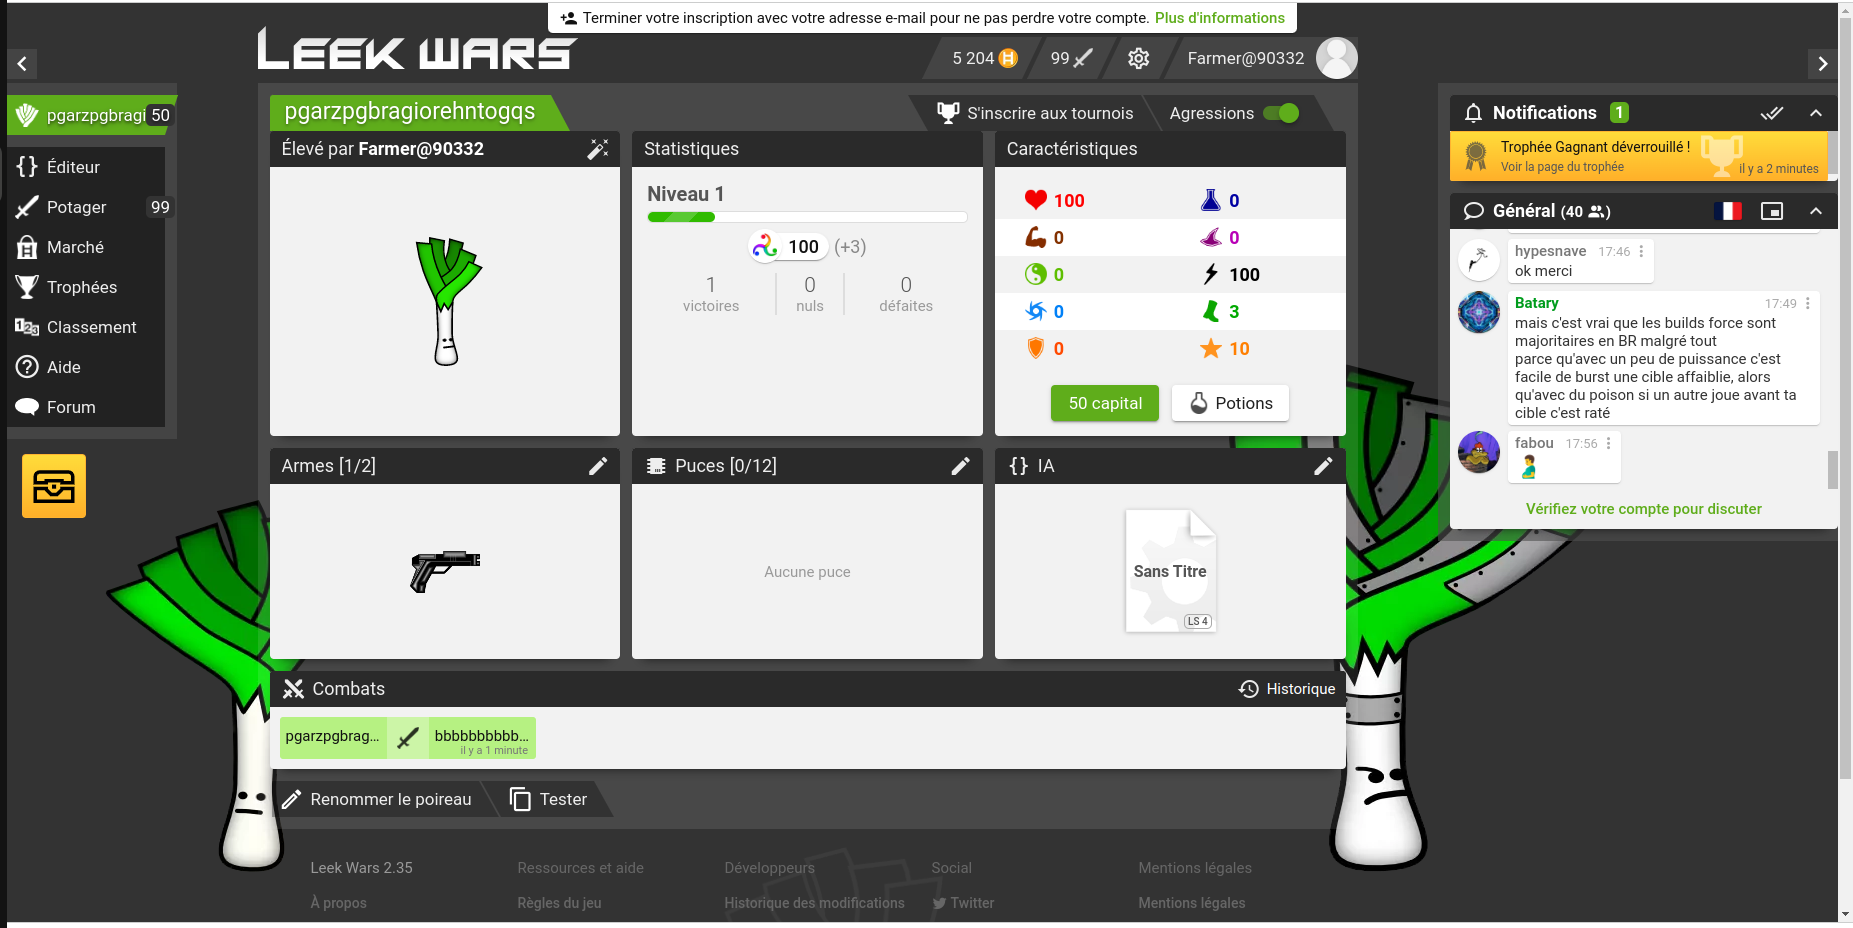 Terminer votre inscription avec votre adresse e-mail pour ne pas perdre votre compte. Plus d'informations
LEEK WARS
5 204
99
Farmer@90332
pgarzpgbragi 50
Éditeur
Potager 99
Marché
Trophées
Classement
Aide
Forum
pgarzpgbragiorehntogqs
S'inscrire aux tournois
Agressions
Élevé par Farmer@90332
Statistiques
Niveau 1
100 (+3)
1 0 0
victoires nuls défaites
Caractéristiques
100 0
0 0
0 100
0 3
0 10
50 capital
Potions
Armes [1/2]
Puces [0/12]
Aucune puce
IA
Sans Titre
LS 4
Combats
Historique
pgarzpgbrag...
bbbbbbbbbb...
il y a 1 minute
Renommer le poireau
Tester
Notifications 1
Trophée Gagnant déverrouillé !
Voir la page du trophée
il y a 2 minutes
Général (40)
hypesnave 17:46
ok merci
Batary 17:49
mais c'est vrai que les builds force sont
majoritaires en BR malgré tout
parce qu'avec un peu de puissance c'est
facile de burst une cible affaiblie, alors
qu'avec du poison si un autre joue avant ta
cible c'est raté
fabou 17:56
Vérifiez votre compte pour discuter
Leek Wars 2.35 Ressources et aide Développeurs Social Mentions légales
À propos Règles du jeu Historique des modifications Twitter Mentions légales